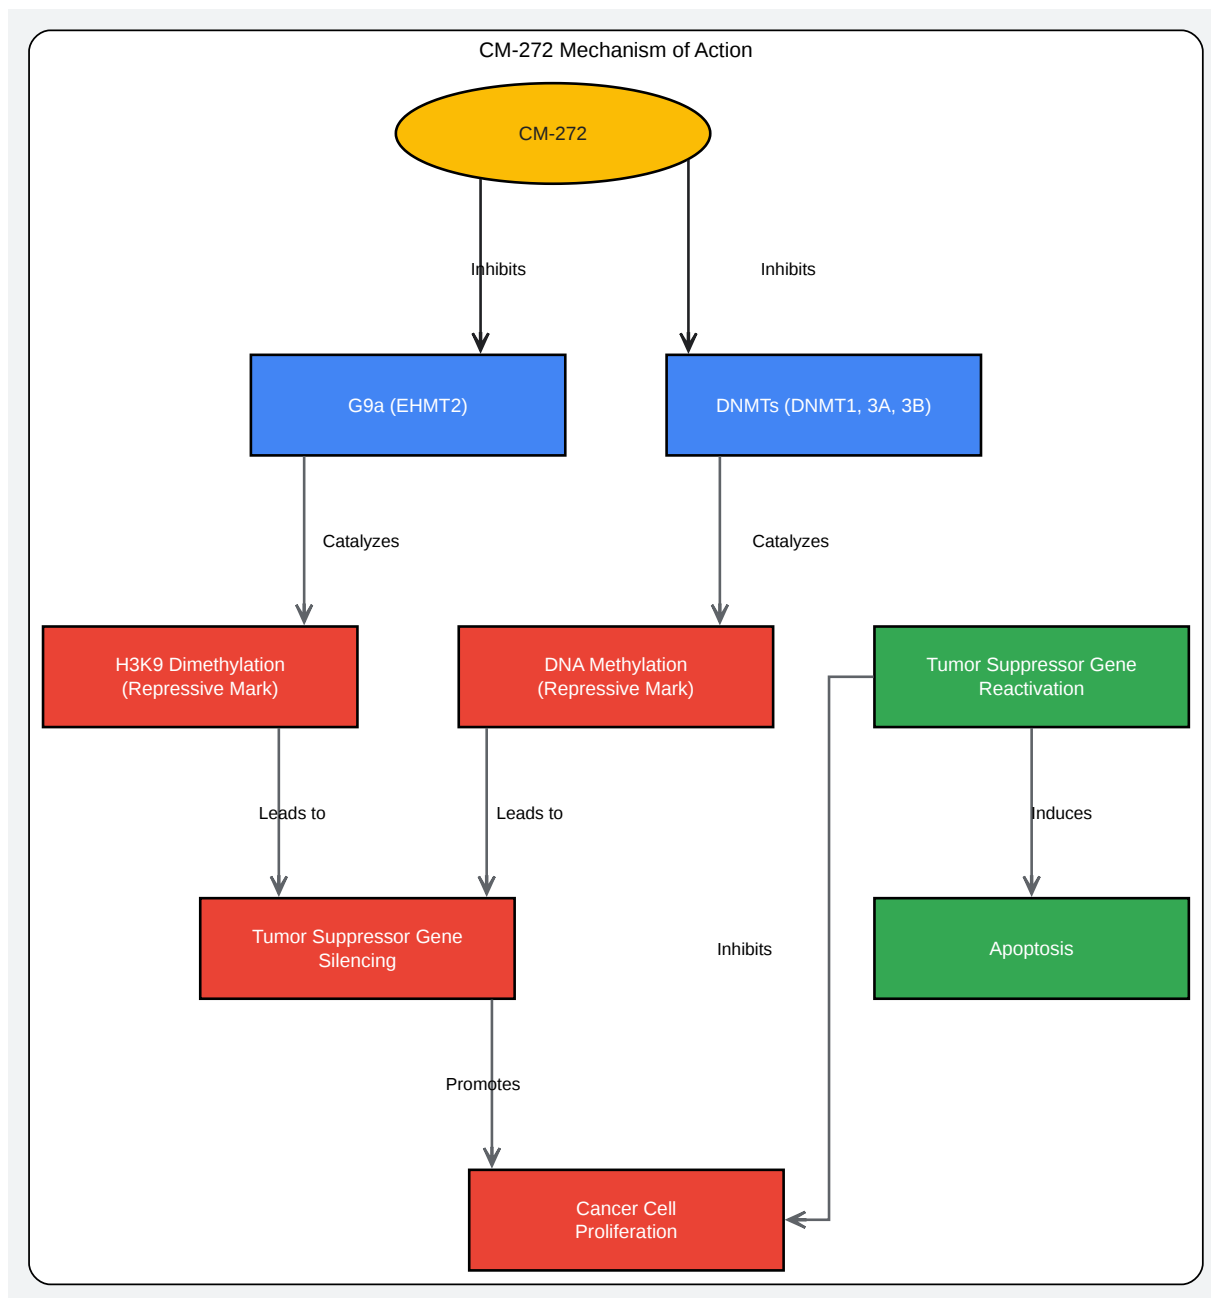 CM-272 Mechanism of Action
CM-272
Inhibits
Inhibits
G9a (EHMT2)
DNMTs (DNMT1, 3A, 3B)
Catalyzes
Catalyzes
H3K9 Dimethylation
(Repressive Mark)
DNA Methylation
(Repressive Mark)
Tumor Suppressor Gene
Reactivation
Leads to
Leads to
Induces
Tumor Suppressor Gene
Silencing
Inhibits
Apoptosis
Promotes
Cancer Cell
Proliferation